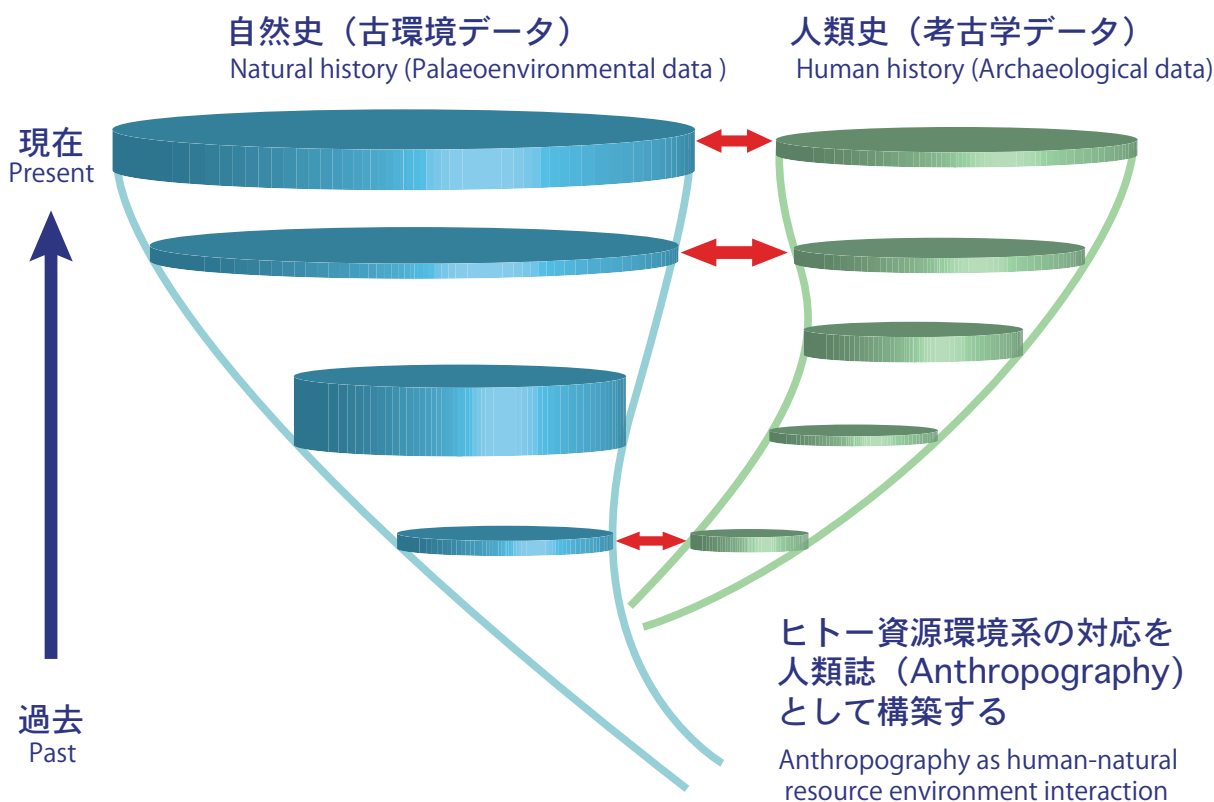 自然史（古環境データ）
Natural history (Palaeoenvironmental data )
人類史（考古学データ）
Human history (Archaeological data)
現在
Present
過去
Past
ヒトー資源環境系の対応を
人類誌（Anthropography）
として構築する
Anthropography as human-natural
resource environment interaction